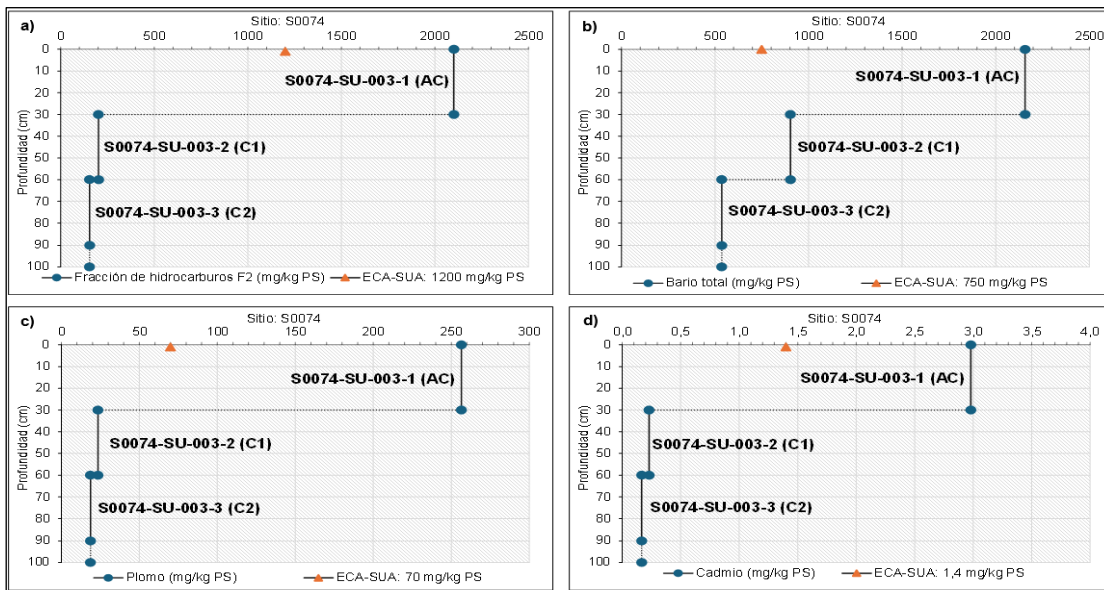 a)
Sitio: S0074
0 500 1000 1500 2000 2500
Profundidad (cm)
0
10
20
30
40
50
60
70
80
90
100
S0074-SU-003-1 (AC)
S0074-SU-003-2 (C1)
S0074-SU-003-3 (C2)
Fracción de hidrocarburos F2 (mg/kg PS) ECA-SUA: 1200 mg/kg PS
b)
Sitio: S0074
0 500 1000 1500 2000 2500
Profundidad (cm)
0
10
20
30
40
50
60
70
80
90
100
S0074-SU-003-1 (AC)
S0074-SU-003-2 (C1)
S0074-SU-003-3 (C2)
Bario total (mg/kg PS) ECA-SUA: 750 mg/kg PS
c)
Sitio: S0074
0 50 100 150 200 250 300
Profundidad (cm)
0
10
20
30
40
50
60
70
80
90
100
S0074-SU-003-1 (AC)
S0074-SU-003-2 (C1)
S0074-SU-003-3 (C2)
Plomo (mg/kg PS) ECA-SUA: 70 mg/kg PS
d)
Sitio: S0074
0,0 0,5 1,0 1,5 2,0 2,5 3,0 3,5 4,0
Profundidad (cm)
0
10
20
30
40
50
60
70
80
90
100
S0074-SU-003-1 (AC)
S0074-SU-003-2 (C1)
S0074-SU-003-3 (C2)
Cadmio (mg/kg PS) ECA-SUA: 1,4 mg/kg PS